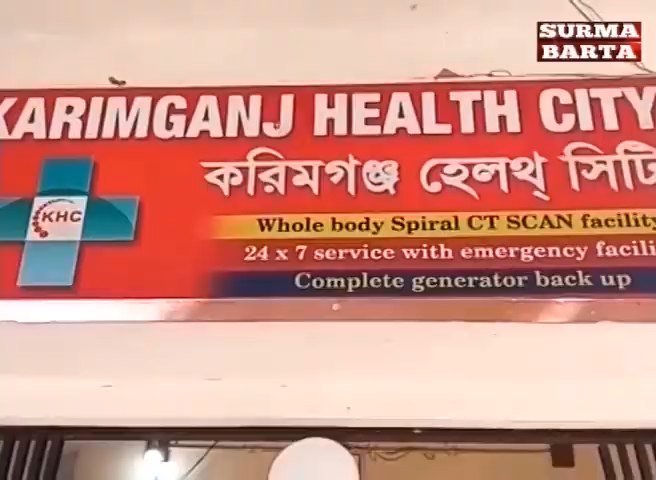 SURMA
BARTA
KARIMGANJ HEALTH CITY
করিমগঞ্জ হেলথ্ সিটি
KHC
Whole body Spiral CT SCAN facility
24 x 7 service with emergency facili
Complete generator back up